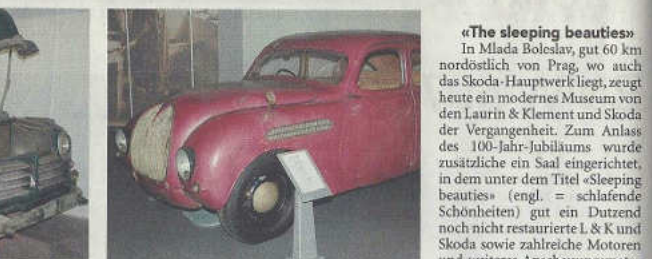 «The sleeping beauties»
In Mlada Boleslav, gut 60 km
nordöstlich von Prag, wo auch
das Skoda-Hauptwerk liegt, zeugt
heute ein modernes Museum von
den Laurin & Klement und Skoda
der Vergangenheit. Zum Anlass
des 100-Jahr-Jubiläums wurde
zusätzliche ein Saal eingerichtet,
in dem unter dem Titel «Sleeping
beauties» (engl. = schlafende
Schönheiten) gut ein Dutzend
noch nicht restaurierte L & K und
Skoda sowie zahlreiche Motoren